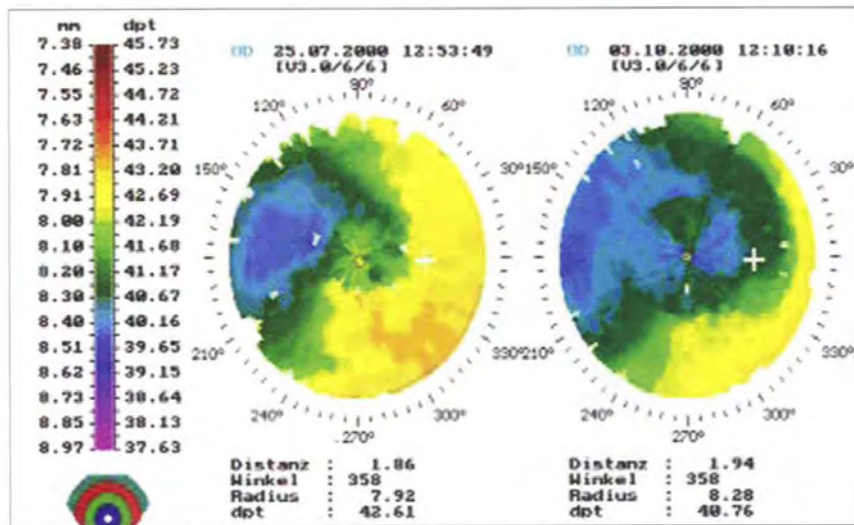 mm dpt
7.38 45.73
7.46 45.23
7.55 44.72
7.63 44.21
7.72 43.71
7.81 43.20
7.91 42.69
8.00 42.19
8.10 41.68
8.20 41.17
8.30 40.67
8.40 40.16
8.51 39.65
8.62 39.15
8.73 38.64
8.85 38.13
8.97 37.63
OD 25.07.2000 12:53:49
[V3.0/6/6]
90°
120° 60°
150° 30°
210° 330°
240° 300°
270°
Distanz : 1.86
Winkel : 358
Radius : 7.92
dpt : 42.61
OD 03.10.2000 12:10:16
[V3.0/6/6]
90°
120° 60°
150° 30°
210° 330°
240° 300°
270°
Distanz : 1.94
Winkel : 358
Radius : 8.28
dpt : 40.76